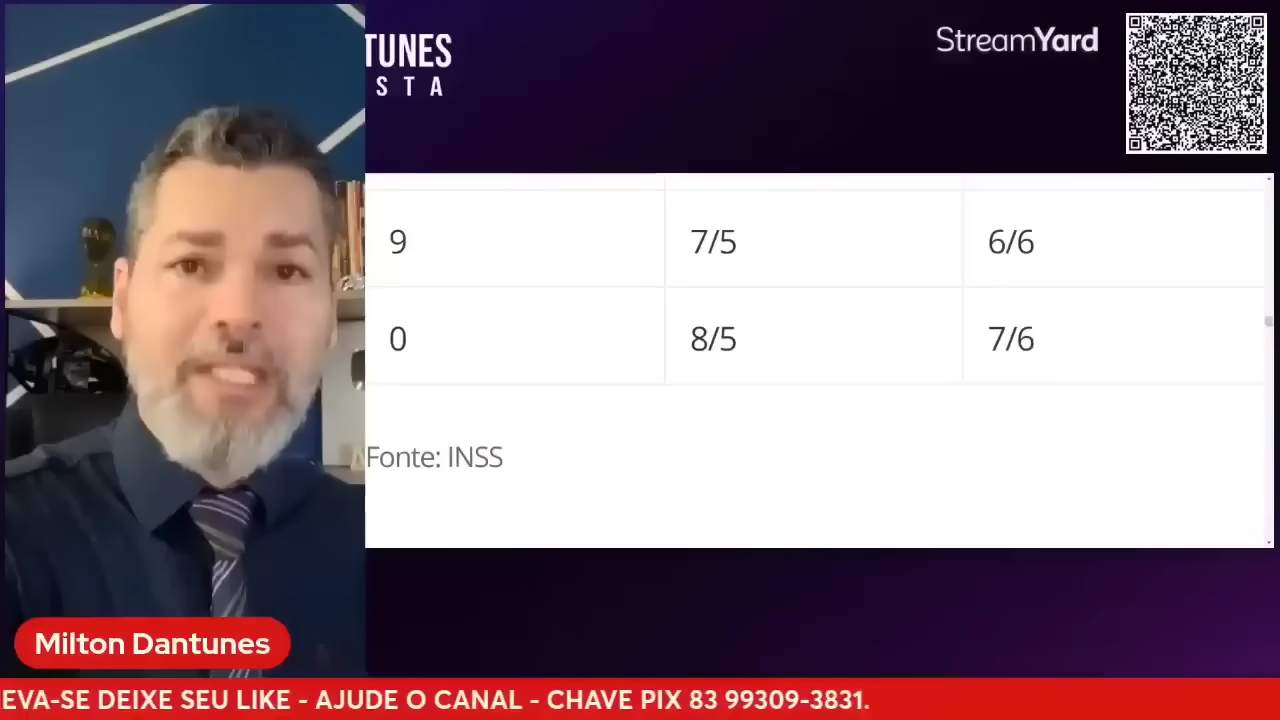 TUNES
STA
StreamYard
9 7/5 6/6
0 8/5 7/6
Fonte: INSS
Milton Dantunes
EVA-SE DEIXE SEU LIKE - AJUDE O CANAL - CHAVE PIX 83 99309-3831.